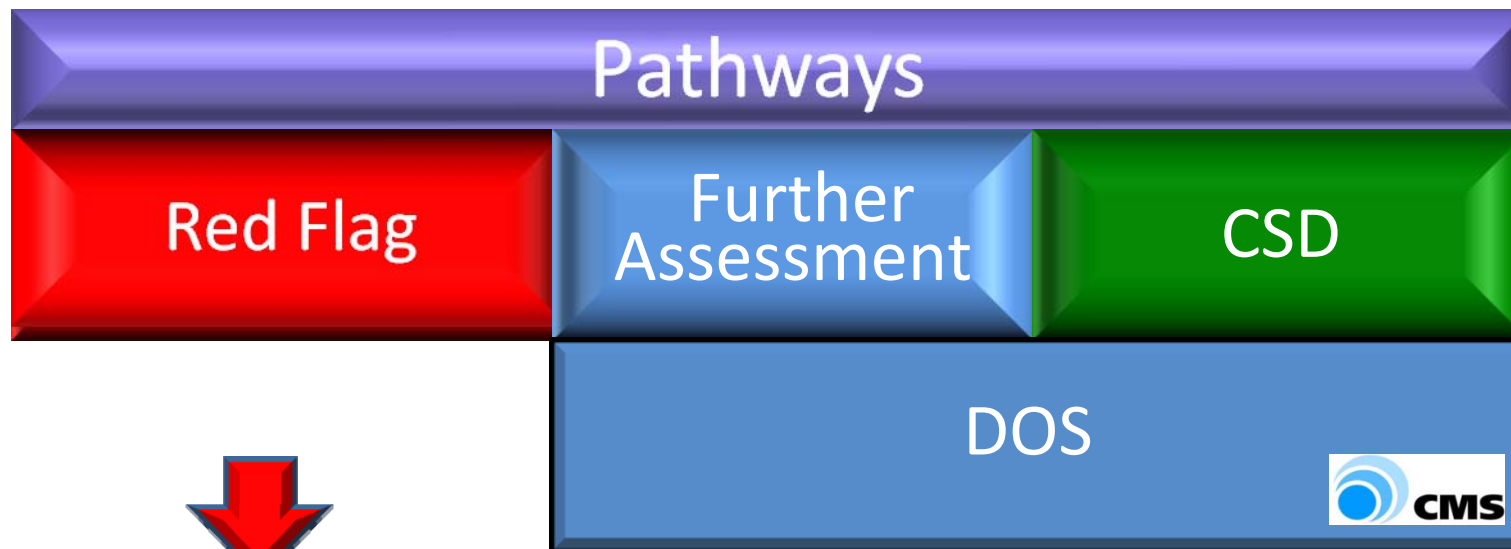 Pathways
Red Flag
Further
Assessment
CSD
DOS
CMS